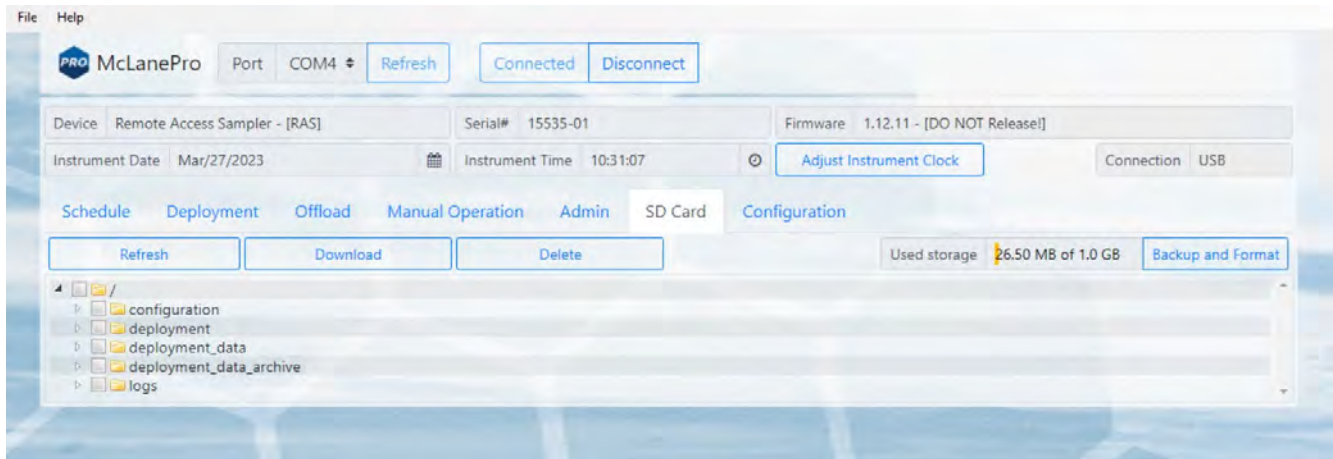 File Help
PRO McLanePro Port COM4 Refresh Connected Disconnect
Device Remote Access Sampler - [RAS] Serial# 15535-01 Firmware 1.12.11 - [DO NOT Release!]
Instrument Date Mar/27/2023 Instrument Time 10:31:07 Adjust Instrument Clock Connection USB
Schedule Deployment Offload Manual Operation Admin SD Card Configuration
Refresh Download Delete Used storage 26.50 MB of 1.0 GB Backup and Format
/
configuration
deployment
deployment_data
deployment_data_archive
logs